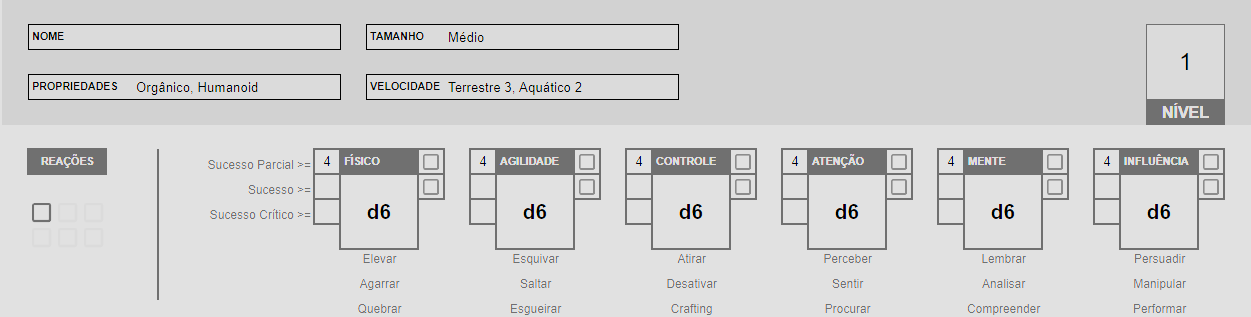 NOME
TAMANHO Médio
1
PROPRIEDADES Orgânico, Humanoid
VELOCIDADE Terrestre 3, Aquático 2
NÍVEL
REAÇÕES
Sucesso Parcial >= 4 FÍSICO 4 AGILIDADE 4 CONTROLE 4 ATENÇÃO 4 MENTE 4 INFLUÊNCIA
Sucesso >=
Sucesso Crítico >= d6 d6 d6 d6 d6 d6
Elevar Esquivar Atirar Perceber Lembrar Persuadir
Agarrar Saltar Desativar Sentir Analisar Manipular
Quebrar Esgueirar Crafting Procurar Compreender Performar